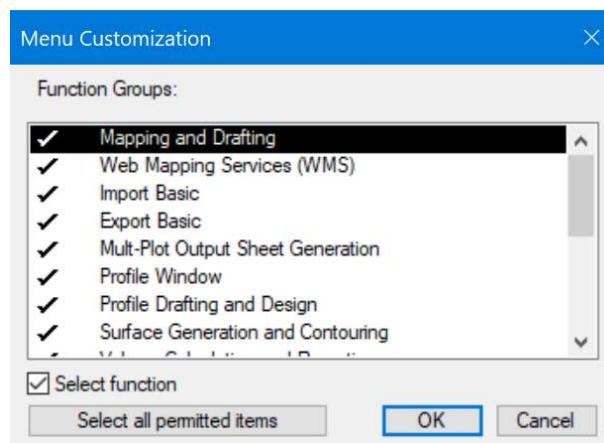 Menu Customization
Function Groups:
Mapping and Drafting
Web Mapping Services (WMS)
Import Basic
Export Basic
Mult-Plot Output Sheet Generation
Profile Window
Profile Drafting and Design
Surface Generation and Contouring
Select function
Select all permitted items
OK
Cancel